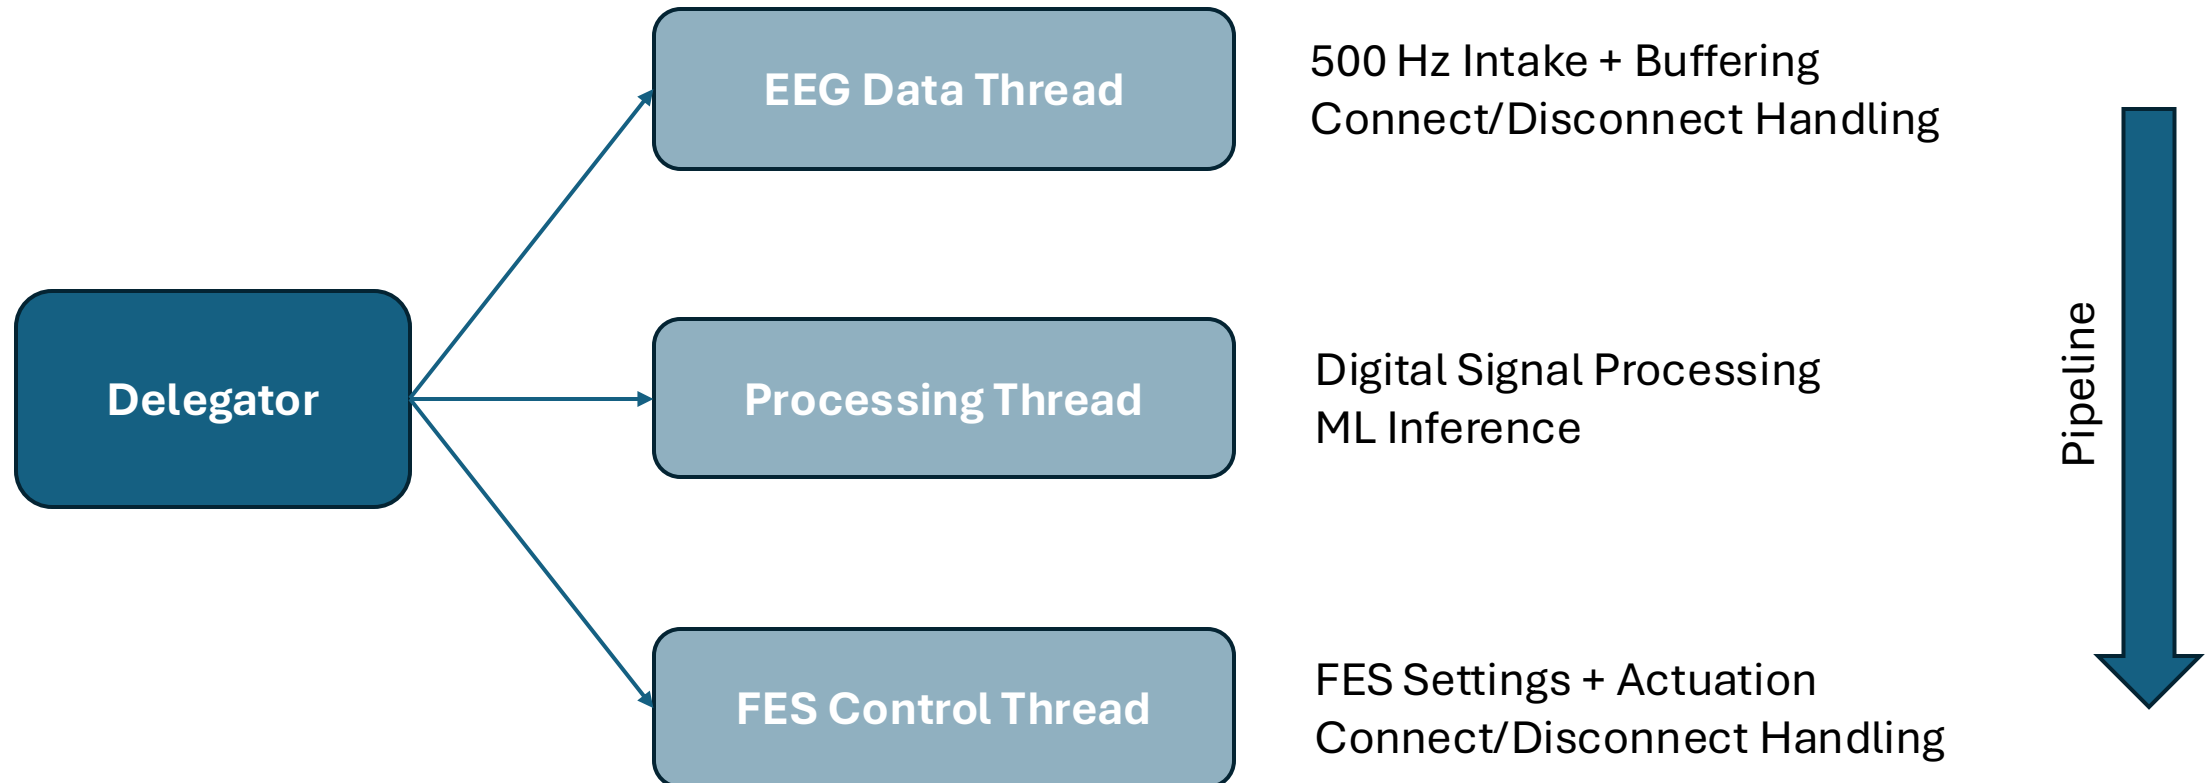 EEG Data Thread
500 Hz Intake + Buffering
Connect/Disconnect Handling
Delegator
Processing Thread
Digital Signal Processing
ML Inference
Pipeline
FES Control Thread
FES Settings + Actuation
Connect/Disconnect Handling